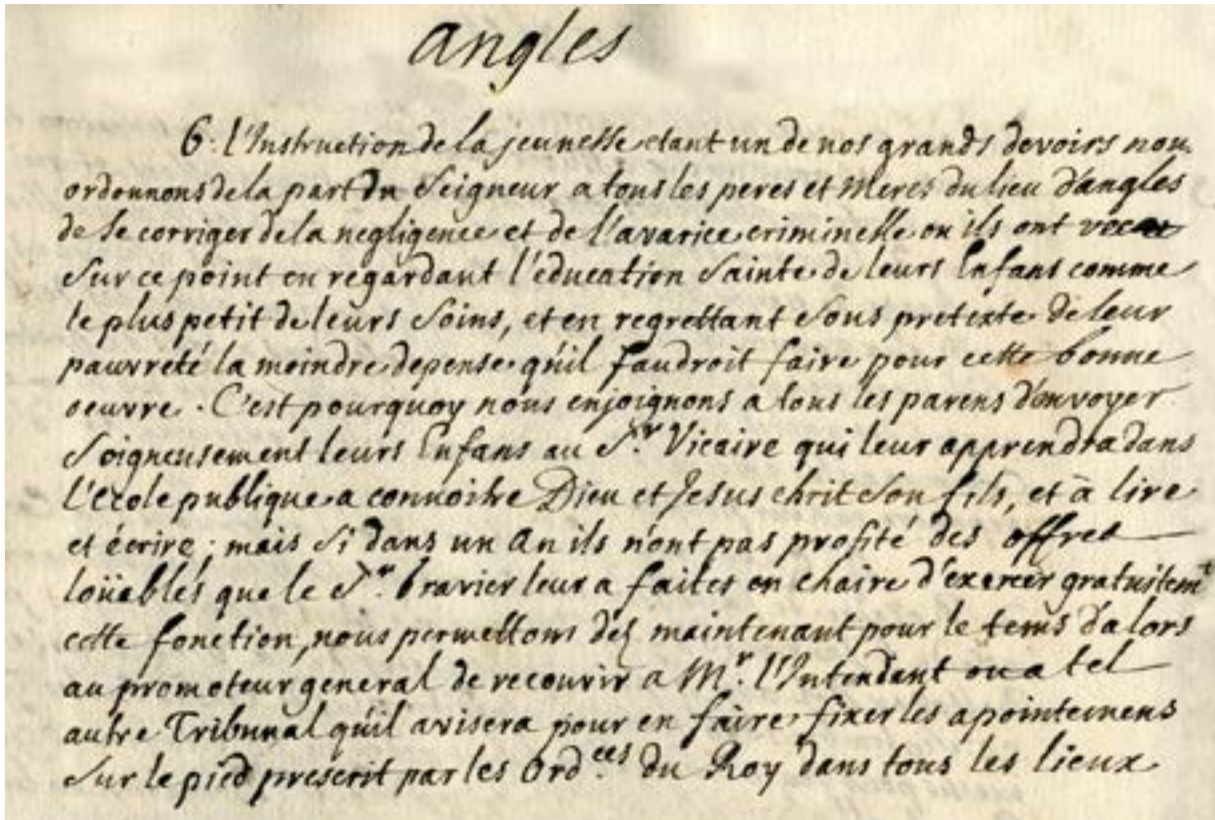 angles
6.° l'Instruction de la jeunesse etant un de nos grands devoirs nou
ordonnons de la part du Seigneur a tous les peres et Meres du lieu d'angles
de se corriger de la negligence et de l'avarice criminelle ou ils ont vecu
sur ce point en regardant l'education sainte de leurs Enfans comme
le plus petit de leurs soins, et en regrettant sous pretexte de leur
pauvreté la moindre depense qu'il faudroit faire pour cette bonne
oeuvre. C'est pourquoy nous enjoignons a tous les parens d'envoyer
soigneusement leurs Enfans au Sr. Vicaire qui leur apprendra dans
l'ecole publique a connoitre Dieu et Jesus chrit son fils, et à lire
et écrire; mais si dans un an ils n'ont pas profité des offres
loüables que le Sr. bravier leur a faites en chaire d'exercer gratuitemt
cette fonction, nous permettons dés maintenant pour le tems d'alors
au promoteur general de recourir a Mr. l'Intendant ou a tel
autre Tribunal qu'il avisera pour en faire fixer les apointemens
sur le pied prescrit par les Ord.ces du Roy dans tous les lieux